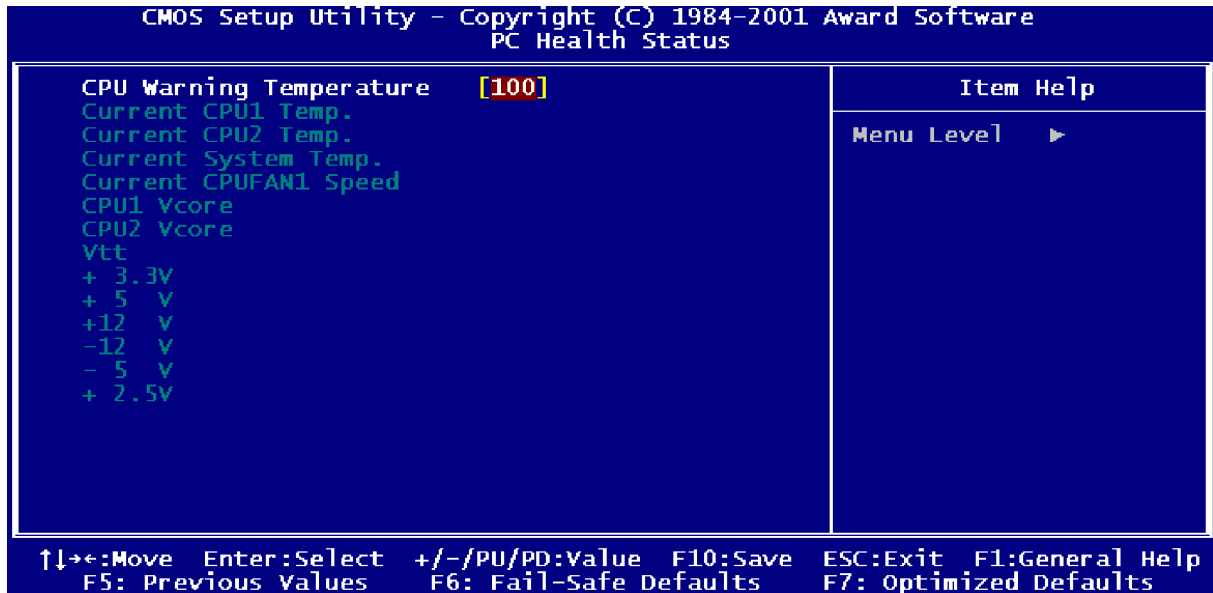 CMOS Setup Utility - Copyright (C) 1984-2001 Award Software
PC Health Status
CPU Warning Temperature [100]
Current CPU1 Temp.
Current CPU2 Temp.
Current System Temp.
Current CPUFAN1 Speed
CPU1 Vcore
CPU2 Vcore
Vtt
+ 3.3V
+ 5 V
+12 V
-12 V
- 5 V
+ 2.5V
Item Help
Menu Level ►
↑↓→←:Move Enter:Select +/-/PU/PD:Value F10:Save ESC:Exit F1:General Help
F5: Previous Values F6: Fail-Safe Defaults F7: Optimized Defaults